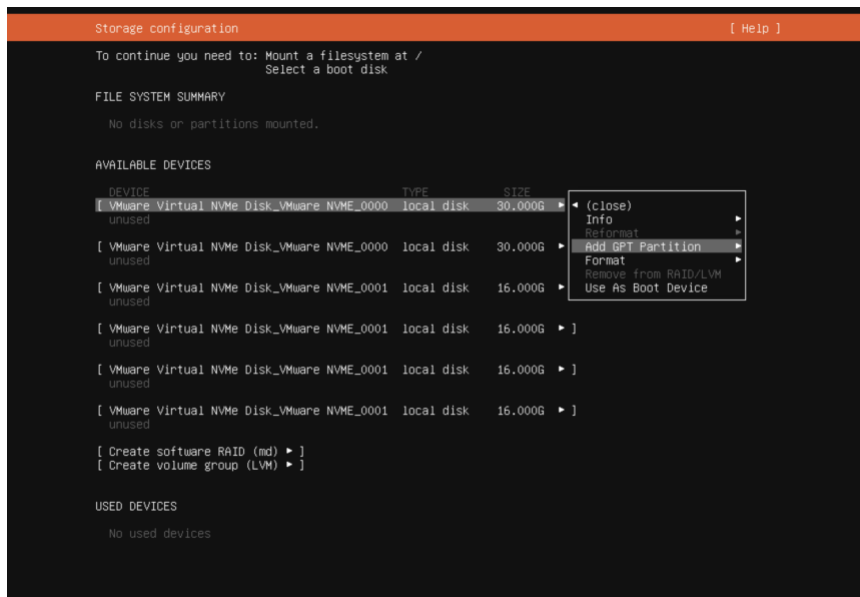 Storage configuration [ Help ]
To continue you need to: Mount a filesystem at /
Select a boot disk
FILE SYSTEM SUMMARY
No disks or partitions mounted.
AVAILABLE DEVICES
DEVICE TYPE SIZE
[ VMware Virtual NVMe Disk_VMware NVME_0000 local disk 30.000G ▸
unused
[ VMware Virtual NVMe Disk_VMware NVME_0000 local disk 30.000G ▸
unused
[ VMware Virtual NVMe Disk_VMware NVME_0001 local disk 16.000G ▸
unused
◂ (close)
Info ▸
Reformat ▸
Add GPT Partition ▸
Format ▸
Remove from RAID/LVM
Use As Boot Device
[ VMware Virtual NVMe Disk_VMware NVME_0001 local disk 16.000G ▸ ]
unused
[ VMware Virtual NVMe Disk_VMware NVME_0001 local disk 16.000G ▸ ]
unused
[ VMware Virtual NVMe Disk_VMware NVME_0001 local disk 16.000G ▸ ]
unused
[ Create software RAID (md) ▸ ]
[ Create volume group (LVM) ▸ ]
USED DEVICES
No used devices